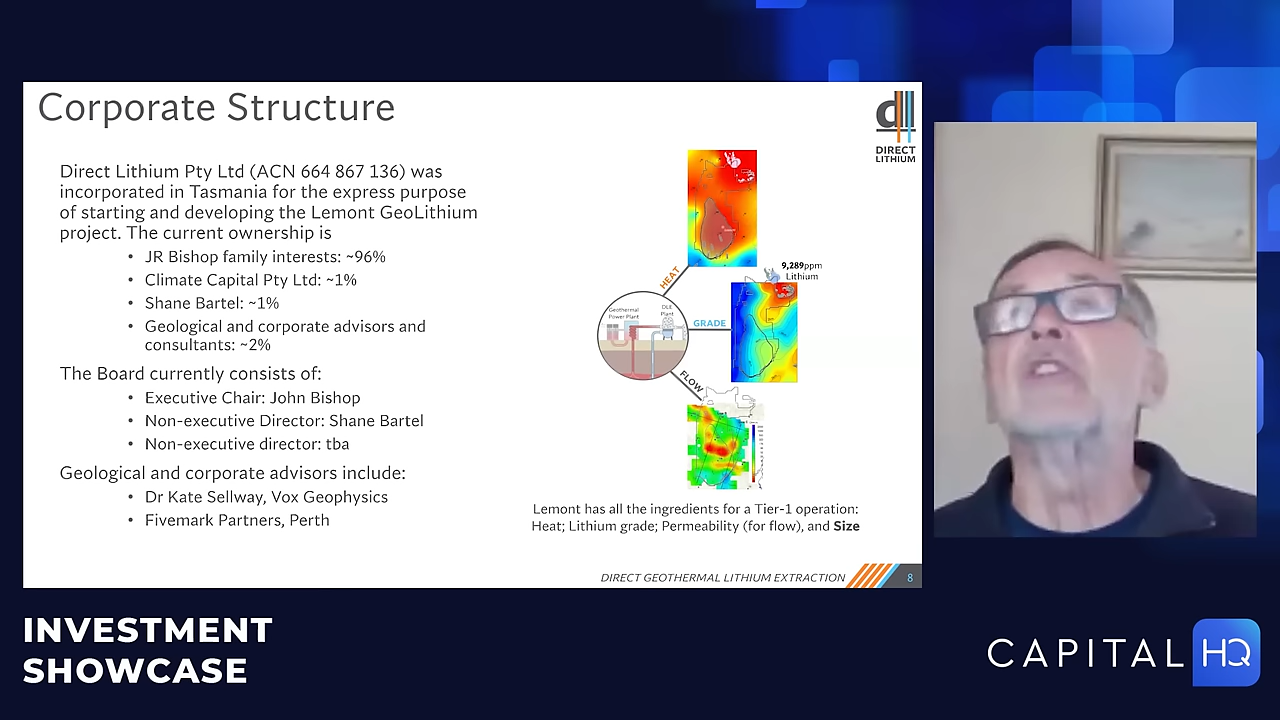 Corporate Structure
DIRECT
LITHIUM
Direct Lithium Pty Ltd (ACN 664 867 136) was
incorporated in Tasmania for the express purpose
of starting and developing the Lemont GeoLithium
project. The current ownership is
• JR Bishop family interests: ~96%
• Climate Capital Pty Ltd: ~1%
• Shane Bartel: ~1%
• Geological and corporate advisors and
consultants: ~2%
The Board currently consists of:
• Executive Chair: John Bishop
• Non-executive Director: Shane Bartel
• Non-executive director: tba
Geological and corporate advisors include:
• Dr Kate Sellway, Vox Geophysics
• Fivemark Partners, Perth
HEAT
9,289ppm
Lithium
Geothermal
Power Plant
DLE
Plant
GRADE
FLOW
Lemont has all the ingredients for a Tier-1 operation:
Heat; Lithium grade; Permeability (for flow), and Size
DIRECT GEOTHERMAL LITHIUM EXTRACTION
8
INVESTMENT
SHOWCASE
CAPITAL HQ